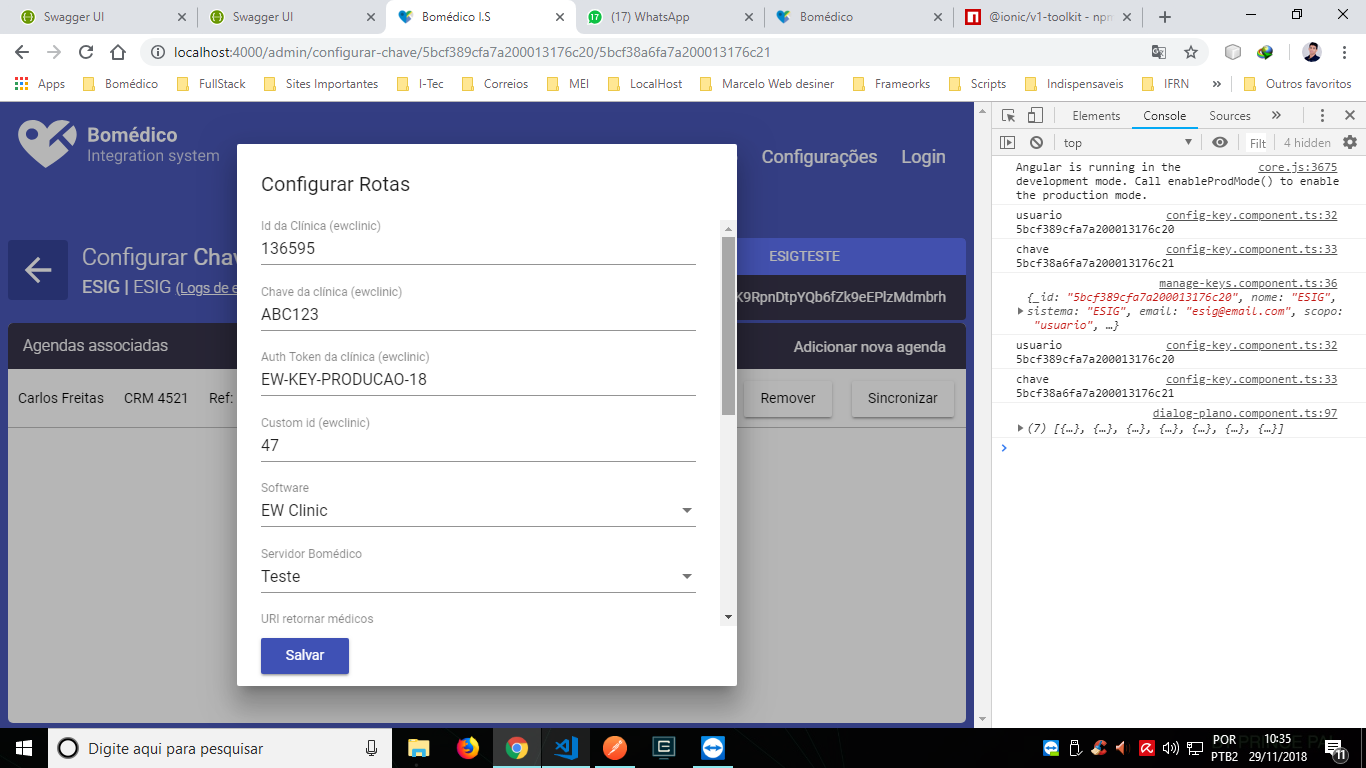 Swagger UI
Swagger UI
Bomédico I.S
(17) WhatsApp
Bomédico
@ionic/v1-toolkit - npm
localhost:4000/admin/configurar-chave/5bcf389cfa7a200013176c20/5bcf38a6fa7a200013176c21
Apps
Bomédico
FullStack
Sites Importantes
I-Tec
Correios
MEI
LocalHost
Marcelo Web desiner
Frameorks
Scripts
Indispensaveis
IFRN
»
Outros favoritos
Bomédico
Integration system
Configurações
Login
Configurar Chav
ESIG | ESIG (Logs de e
ESIGTESTE
K9RpnDtpYQb6fZk9eEPlzMdmbrh
Agendas associadas
Adicionar nova agenda
Carlos Freitas
CRM 4521
Ref:
Remover
Sincronizar
Configurar Rotas
Id da Clínica (ewclinic)
136595
Chave da clínica (ewclinic)
ABC123
Auth Token da clínica (ewclinic)
EW-KEY-PRODUCAO-18
Custom id (ewclinic)
47
Software
EW Clinic
Servidor Bomédico
Teste
URI retornar médicos
Salvar
Elements
Console
Sources
»
top
Filt
4 hidden
Angular is running in the core.js:3675
development mode. Call enableProdMode() to enable
the production mode.
usuario config-key.component.ts:32
5bcf389cfa7a200013176c20
chave config-key.component.ts:33
5bcf38a6fa7a200013176c21
manage-keys.component.ts:36
{_id: "5bcf389cfa7a200013176c20", nome: "ESIG",
sistema: "ESIG", email: "esig@email.com", scopo:
"usuario", …}
usuario config-key.component.ts:32
5bcf389cfa7a200013176c20
chave config-key.component.ts:33
5bcf38a6fa7a200013176c21
dialog-plano.component.ts:97
(7) [{…}, {…}, {…}, {…}, {…}, {…}, {…}]
Digite aqui para pesquisar
POR
PTB2
10:35
29/11/2018
11